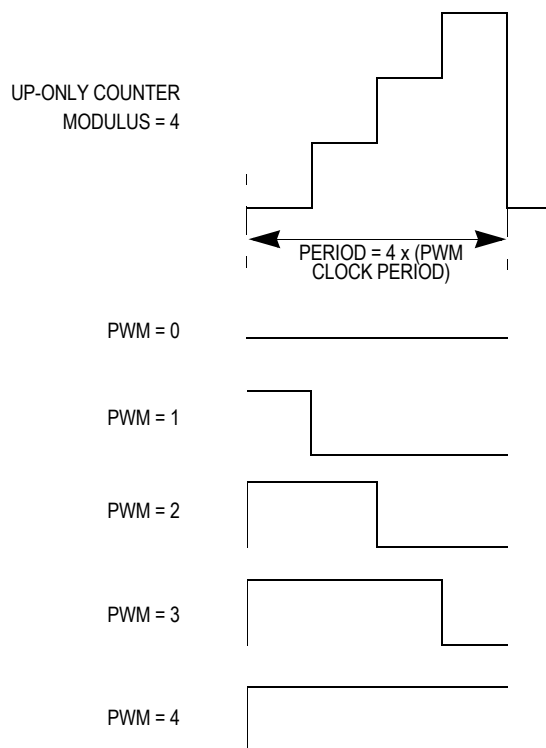 UP-ONLY COUNTER
MODULUS = 4
PERIOD = 4 x (PWM
CLOCK PERIOD)
PWM = 0
PWM = 1
PWM = 2
PWM = 3
PWM = 4